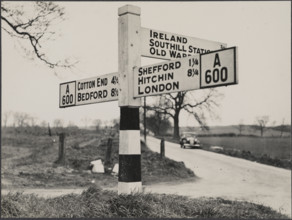 IRELAND
SOUTHILL STATION
OLD WARDEN
A
600
COTTON END 4½
BEDFORD 8½
SHEFFORD 1¼
HITCHIN 8¼
LONDON
A
600